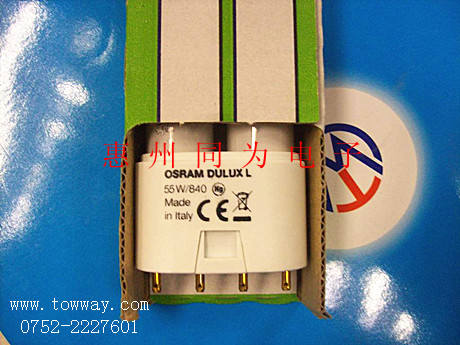 惠州同为电子
OSRAM DULUX L
55W/840 Hg
Made
in Italy CE
www.towway.com
0752-2227601